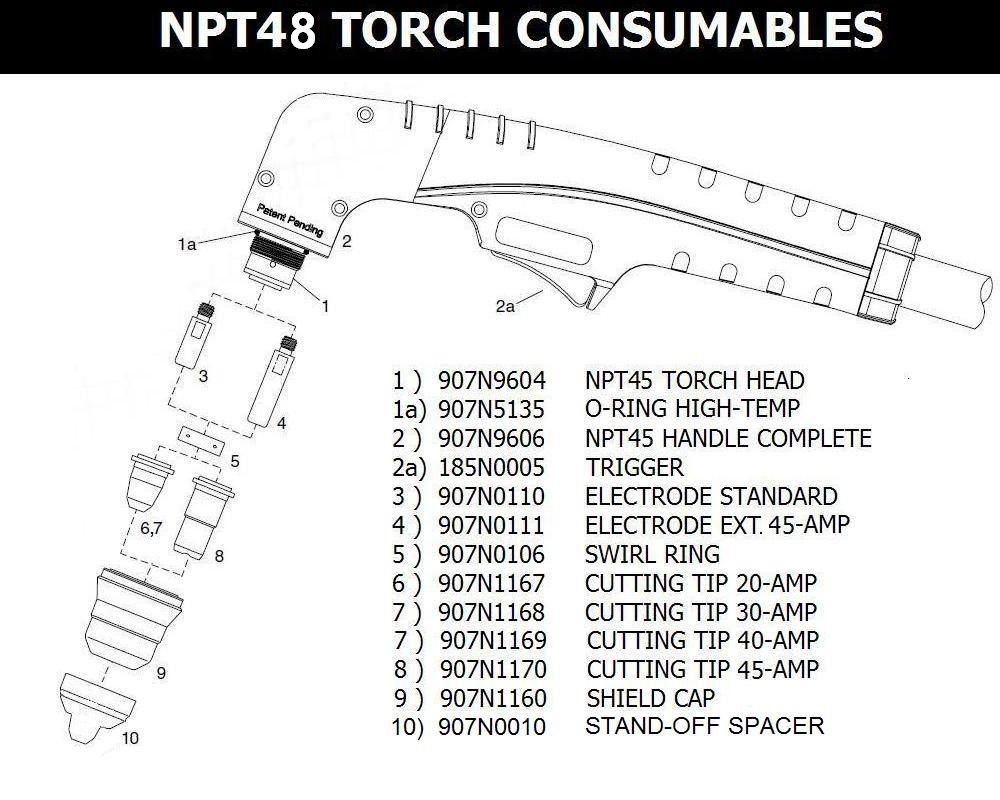 NPT48 TORCH CONSUMABLES
Patent Pending
1a
2
1
2a
3
4
5
6,7
8
9
10
1 ) 907N9604 NPT45 TORCH HEAD
1a) 907N5135 O-RING HIGH-TEMP
2 ) 907N9606 NPT45 HANDLE COMPLETE
2a) 185N0005 TRIGGER
3 ) 907N0110 ELECTRODE STANDARD
4 ) 907N0111 ELECTRODE EXT. 45-AMP
5 ) 907N0106 SWIRL RING
6 ) 907N1167 CUTTING TIP 20-AMP
7 ) 907N1168 CUTTING TIP 30-AMP
7 ) 907N1169 CUTTING TIP 40-AMP
8 ) 907N1170 CUTTING TIP 45-AMP
9 ) 907N1160 SHIELD CAP
10) 907N0010 STAND-OFF SPACER